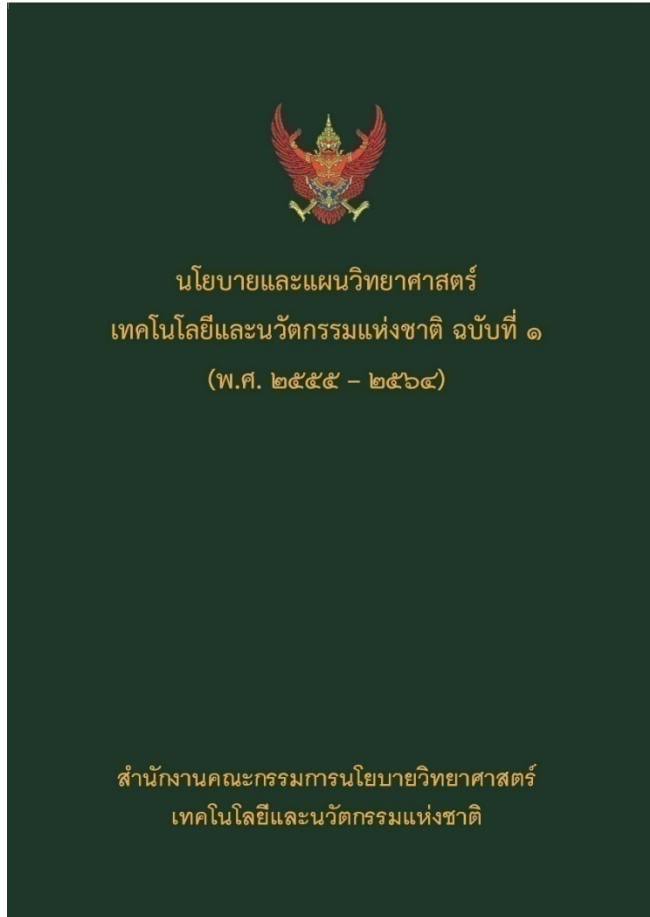 นโยบายและแผนวิทยาศาสตร์
เทคโนโลยีและนวัตกรรมแห่งชาติ ฉบับที่ ๑
(พ.ศ. ๒๕๕๕ – ๒๕๖๔)
สำนักงานคณะกรรมการนโยบายวิทยาศาสตร์
เทคโนโลยีและนวัตกรรมแห่งชาติ